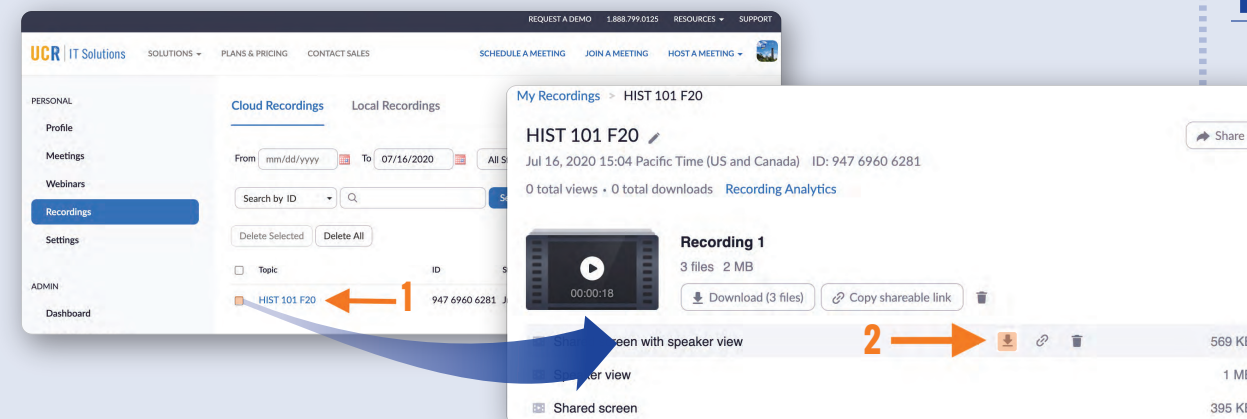 REQUEST A DEMO 1.888.799.0125 RESOURCES SUPPORT
UCR IT Solutions SOLUTIONS PLANS & PRICING CONTACT SALES SCHEDULE A MEETING JOIN A MEETING HOST A MEETING
PERSONAL
Profile
Meetings
Webinars
Recordings
Settings
ADMIN
Dashboard
Cloud Recordings Local Recordings
From mm/dd/yyyy To 07/16/2020 All S
Search by ID
Delete Selected Delete All
Topic ID
HIST 101 F20 1 947 6960 6281
My Recordings > HIST 101 F20
HIST 101 F20 Share
Jul 16, 2020 15:04 Pacific Time (US and Canada) ID: 947 6960 6281
0 total views • 0 total downloads Recording Analytics
Recording 1
3 files 2 MB
00:00:18 Download (3 files) Copy shareable link
screen with speaker view 2 569 KB
view 1 MB
Shared screen 395 KB